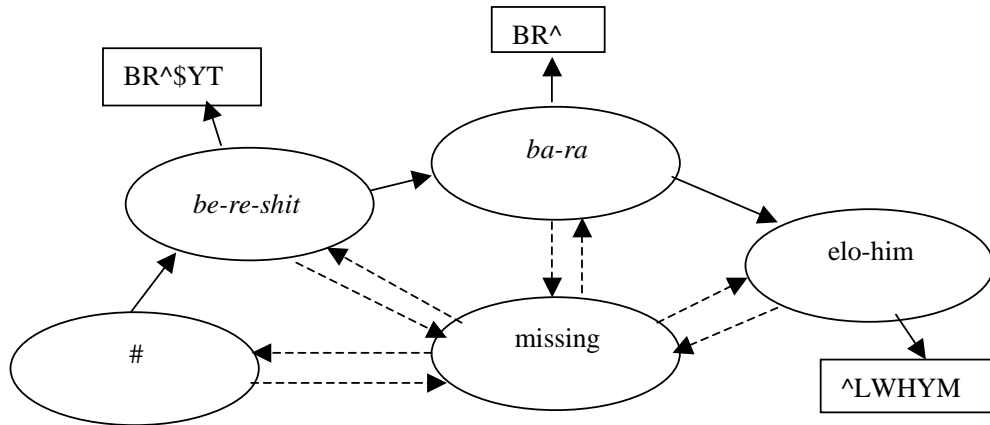 BR^
BR^$YT
ba-ra
be-re-shit
elo-him
missing
#
^LWHYM